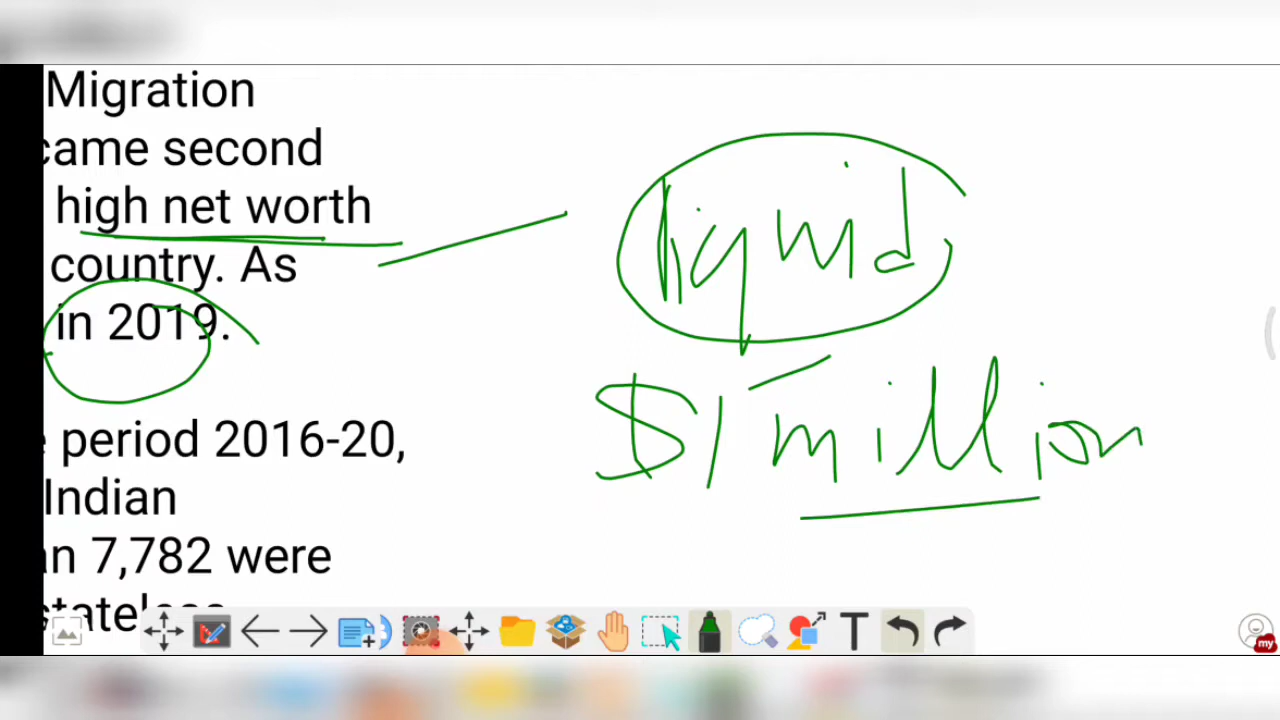 Migration
came second
high net worth
country. As
in 2019.
period 2016-20,
Indian
7,782 were
liquid,
$1 million
T
my